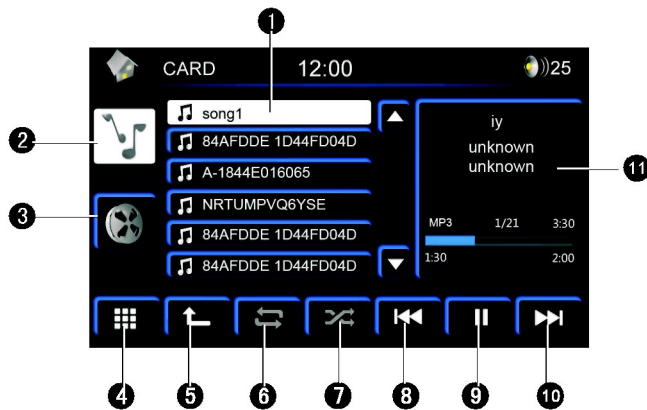 1
CARD 12:00 25
song1
iy
2
84AFDDE 1D44FD04D
unknown
A-1844E016065
unknown
11
3
NRTUMPVQ6YSE
MP3 1/21 3:30
84AFDDE 1D44FD04D
84AFDDE 1D44FD04D
1:30 2:00
4 5 6 7 8 9 10